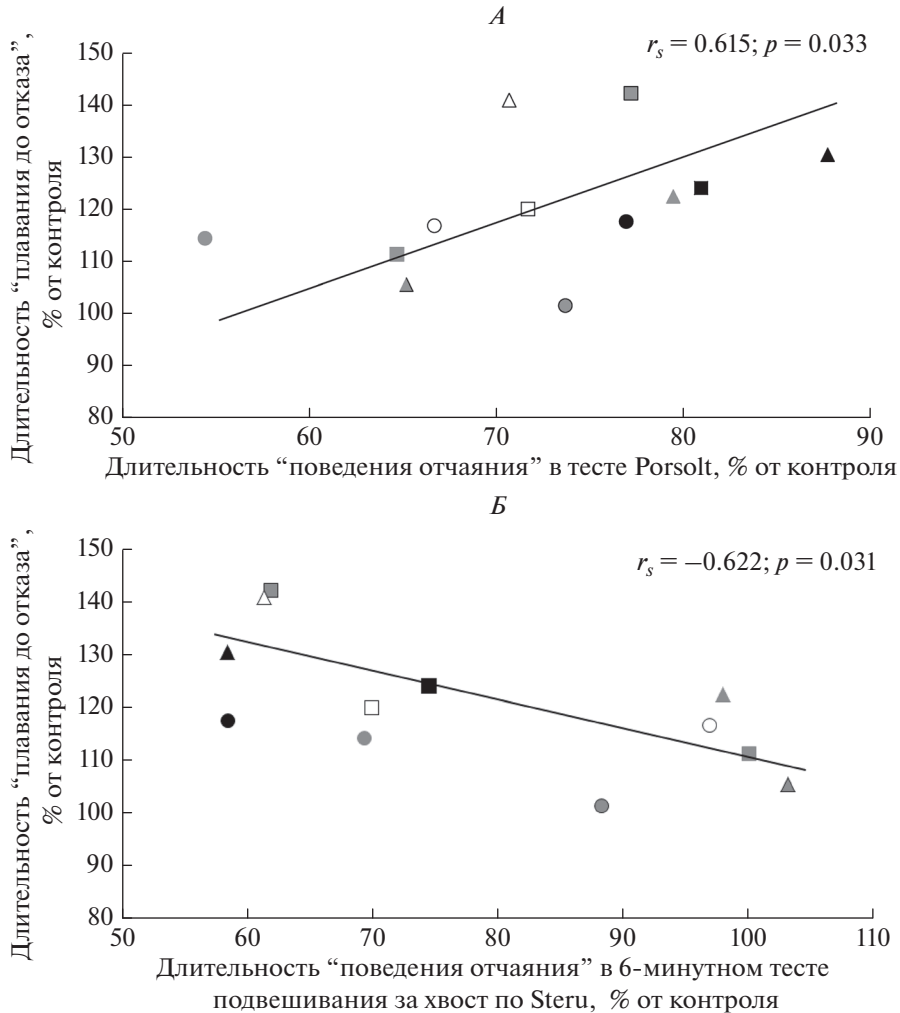 А
r_s = 0.615; p = 0.033
Длительность “плавания до отказа”,
% от контроля
150
140
130
120
110
100
90
80
50
60
70
80
90
Длительность “поведения отчаяния” в тесте Porsolt, % от контроля
Б
r_s = −0.622; p = 0.031
Длительность “плавания до отказа”,
% от контроля
150
140
130
120
110
100
90
80
50
60
70
80
90
100
110
Длительность “поведения отчаяния” в 6-минутном тесте
подвешивания за хвост по Steru, % от контроля